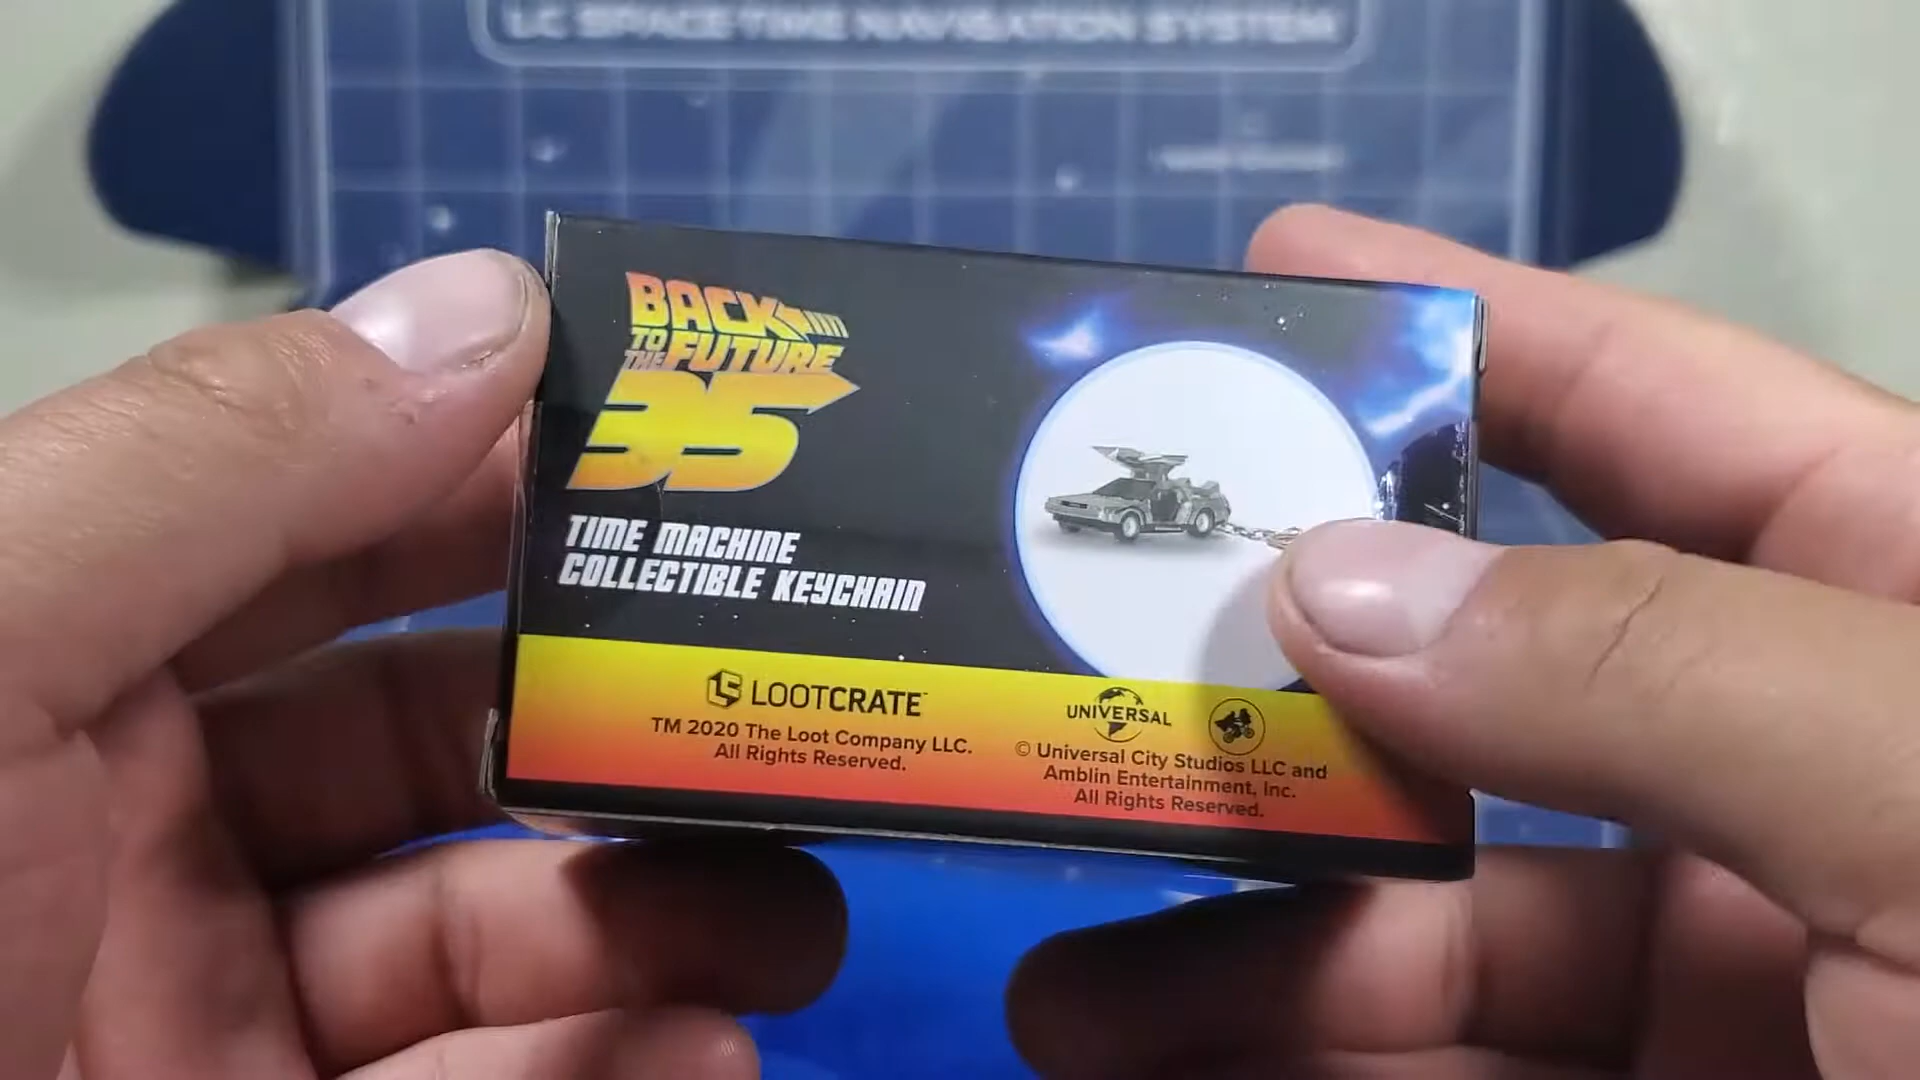 LC SPACE TIME NAVIGATION SYSTEM
BACK
TO
THE FUTURE
35
TIME MACHINE
COLLECTIBLE KEYCHAIN
LOOTCRATE™
TM 2020 The Loot Company LLC.
All Rights Reserved.
UNIVERSAL
© Universal City Studios LLC and
Amblin Entertainment, Inc.
All Rights Reserved.